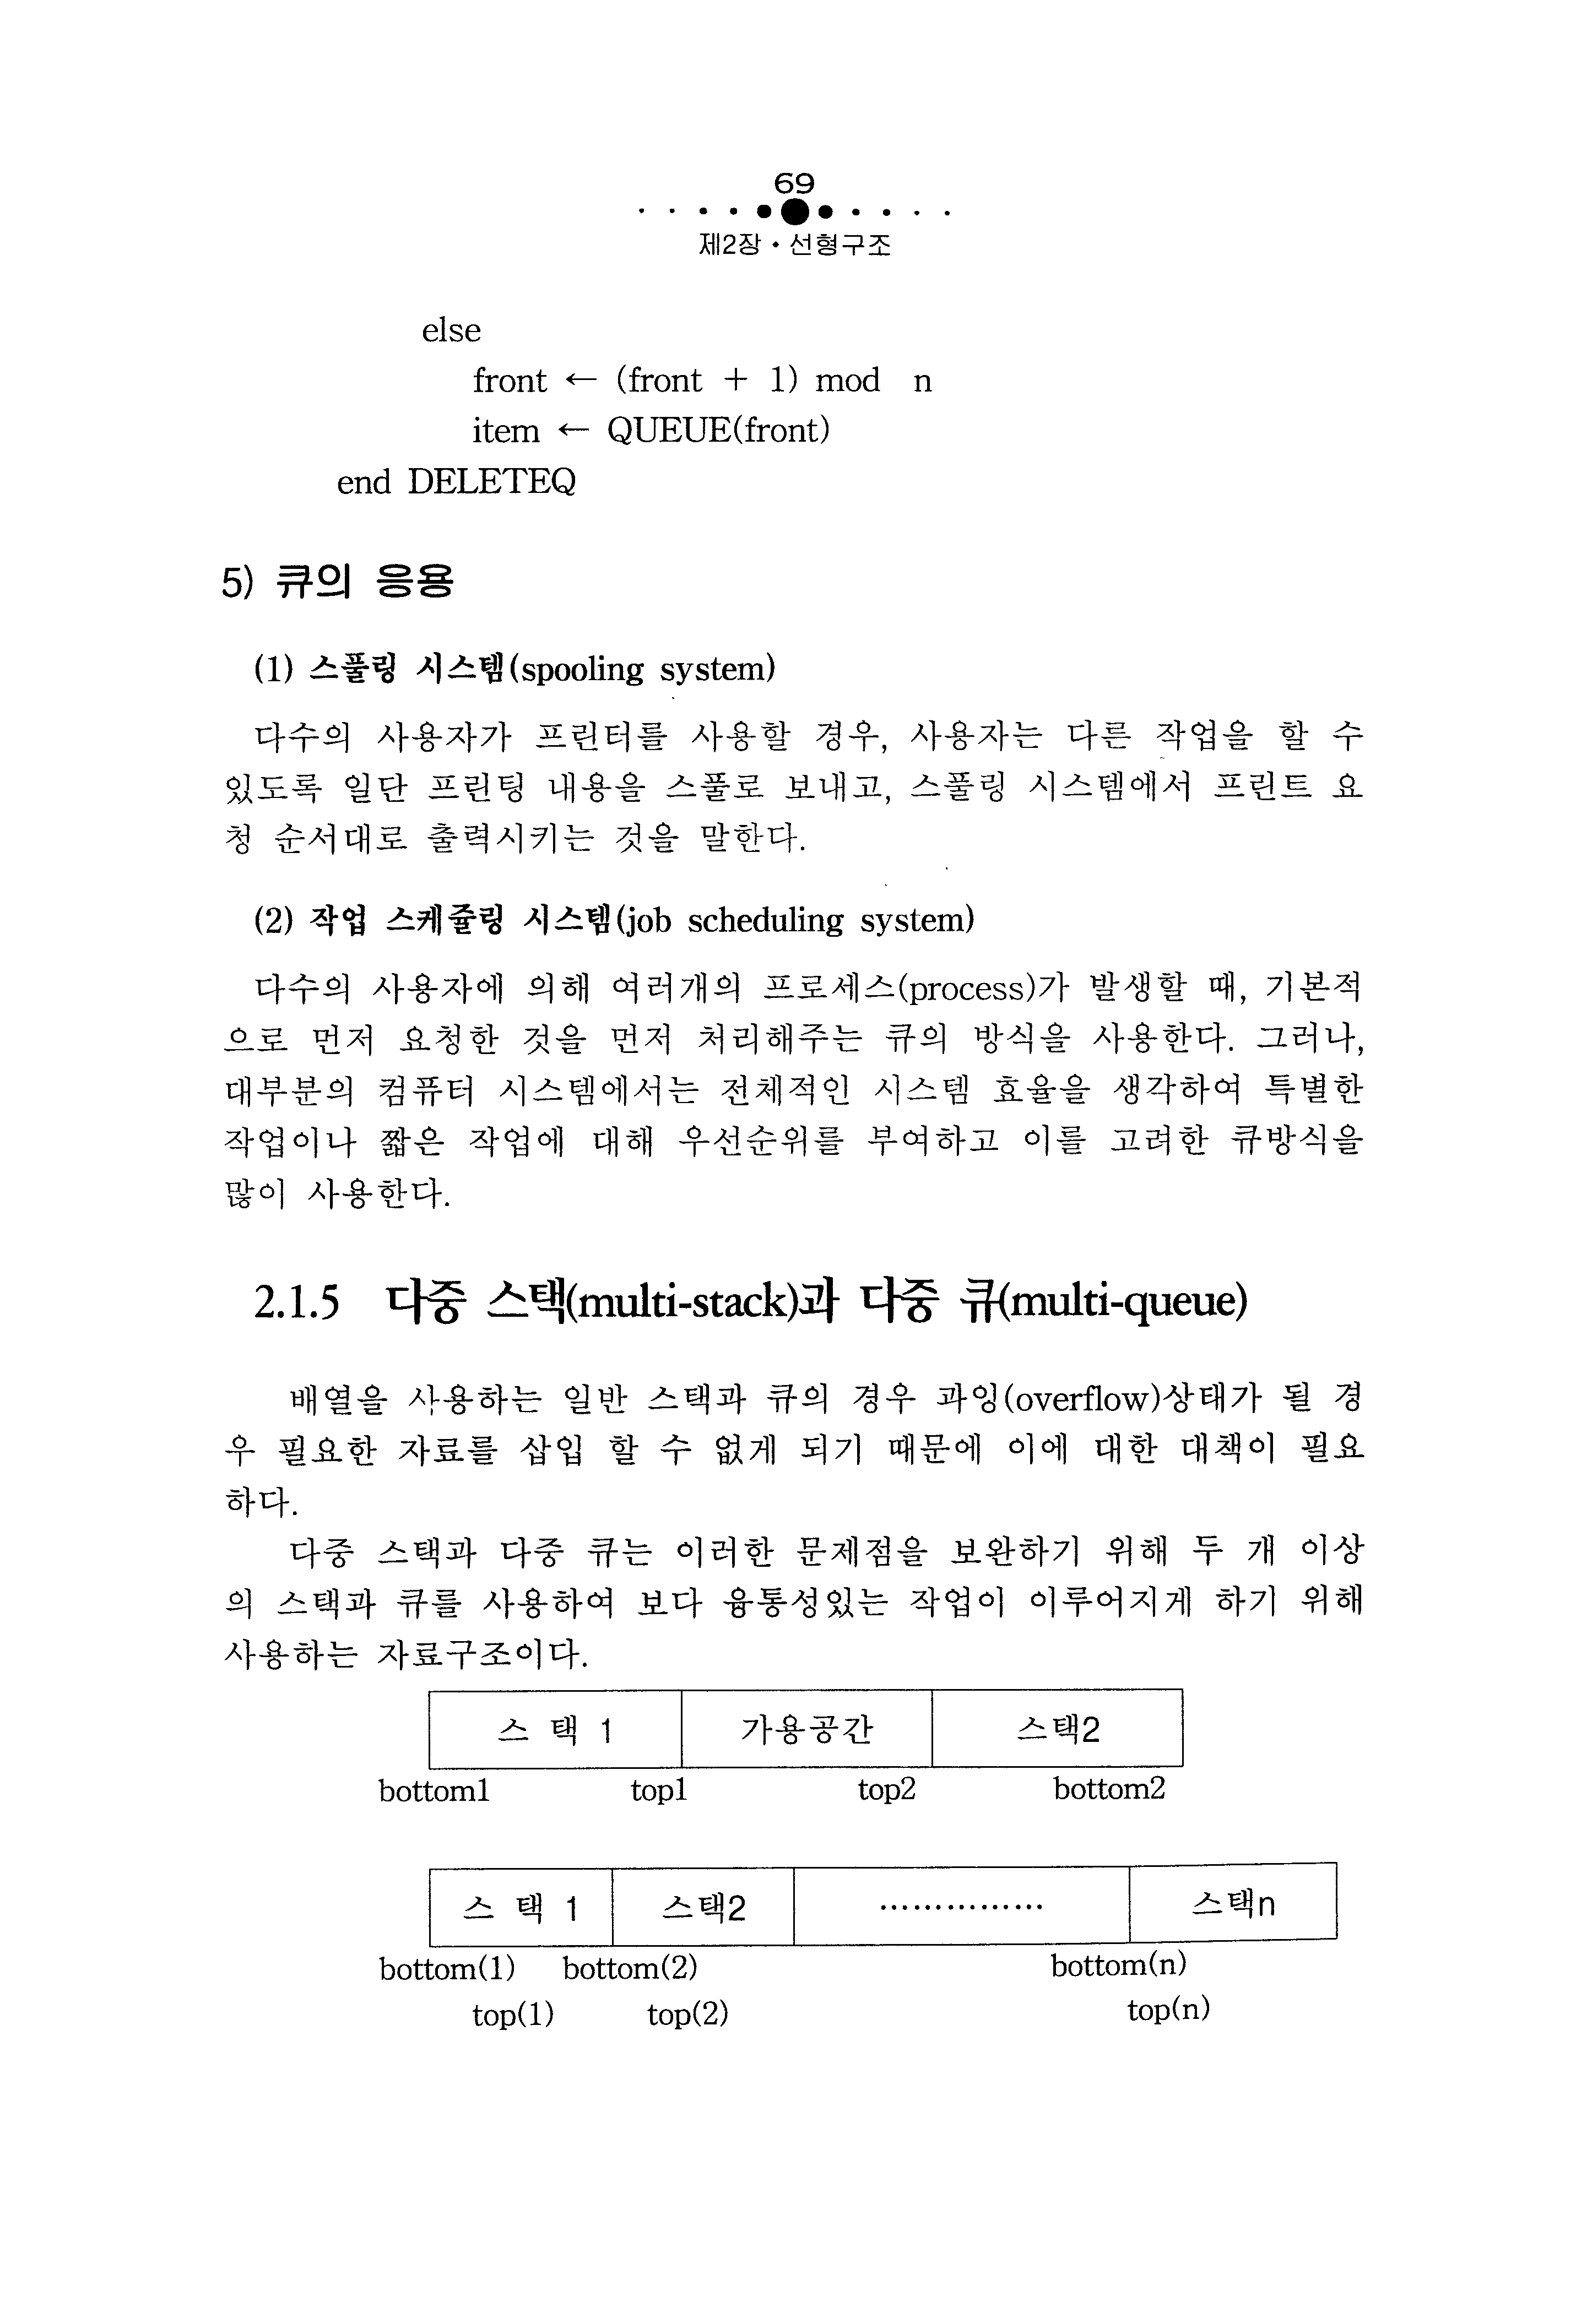 69
제2장 • 선형구조
else
front ← (front + 1) mod n
item ← QUEUE(front)
end DELETEQ
5) 큐의 응용
(1) 스풀링 시스템(spooling system)
다수의 사용자가 프린터를 사용할 경우, 사용자는 다른 작업을 할 수
있도록 일단 프린팅 내용을 스풀로 보내고, 스풀링 시스템에서 프린트 요
청 순서대로 출력시키는 것을 말한다.
(2) 작업 스케쥴링 시스템(job scheduling system)
다수의 사용자에 의해 여러개의 프로세스(process)가 발생할 때, 기본적
으로 먼저 요청한 것을 먼저 처리해주는 큐의 방식을 사용한다. 그러나,
대부분의 컴퓨터 시스템에서는 전체적인 시스템 효율을 생각하여 특별한
작업이나 짧은 작업에 대해 우선순위를 부여하고 이를 고려한 큐방식을
많이 사용한다.
2.1.5 다중 스택(multi-stack)과 다중 큐(multi-queue)
배열을 사용하는 일반 스택과 큐의 경우 과잉(overflow)상태가 될 경
우 필요한 자료를 삽입 할 수 없게 되기 때문에 이에 대한 대책이 필요
하다.
다중 스택과 다중 큐는 이러한 문제점을 보완하기 위해 두 개 이상
의 스택과 큐를 사용하여 보다 융통성있는 작업이 이루어지게 하기 위해
사용하는 자료구조이다.
스 택 1 가용공간 스택2
bottom1 top1 top2 bottom2
스 택 1 스택2 ··············· 스택n
bottom(1) bottom(2) bottom(n)
top(1) top(2) top(n)